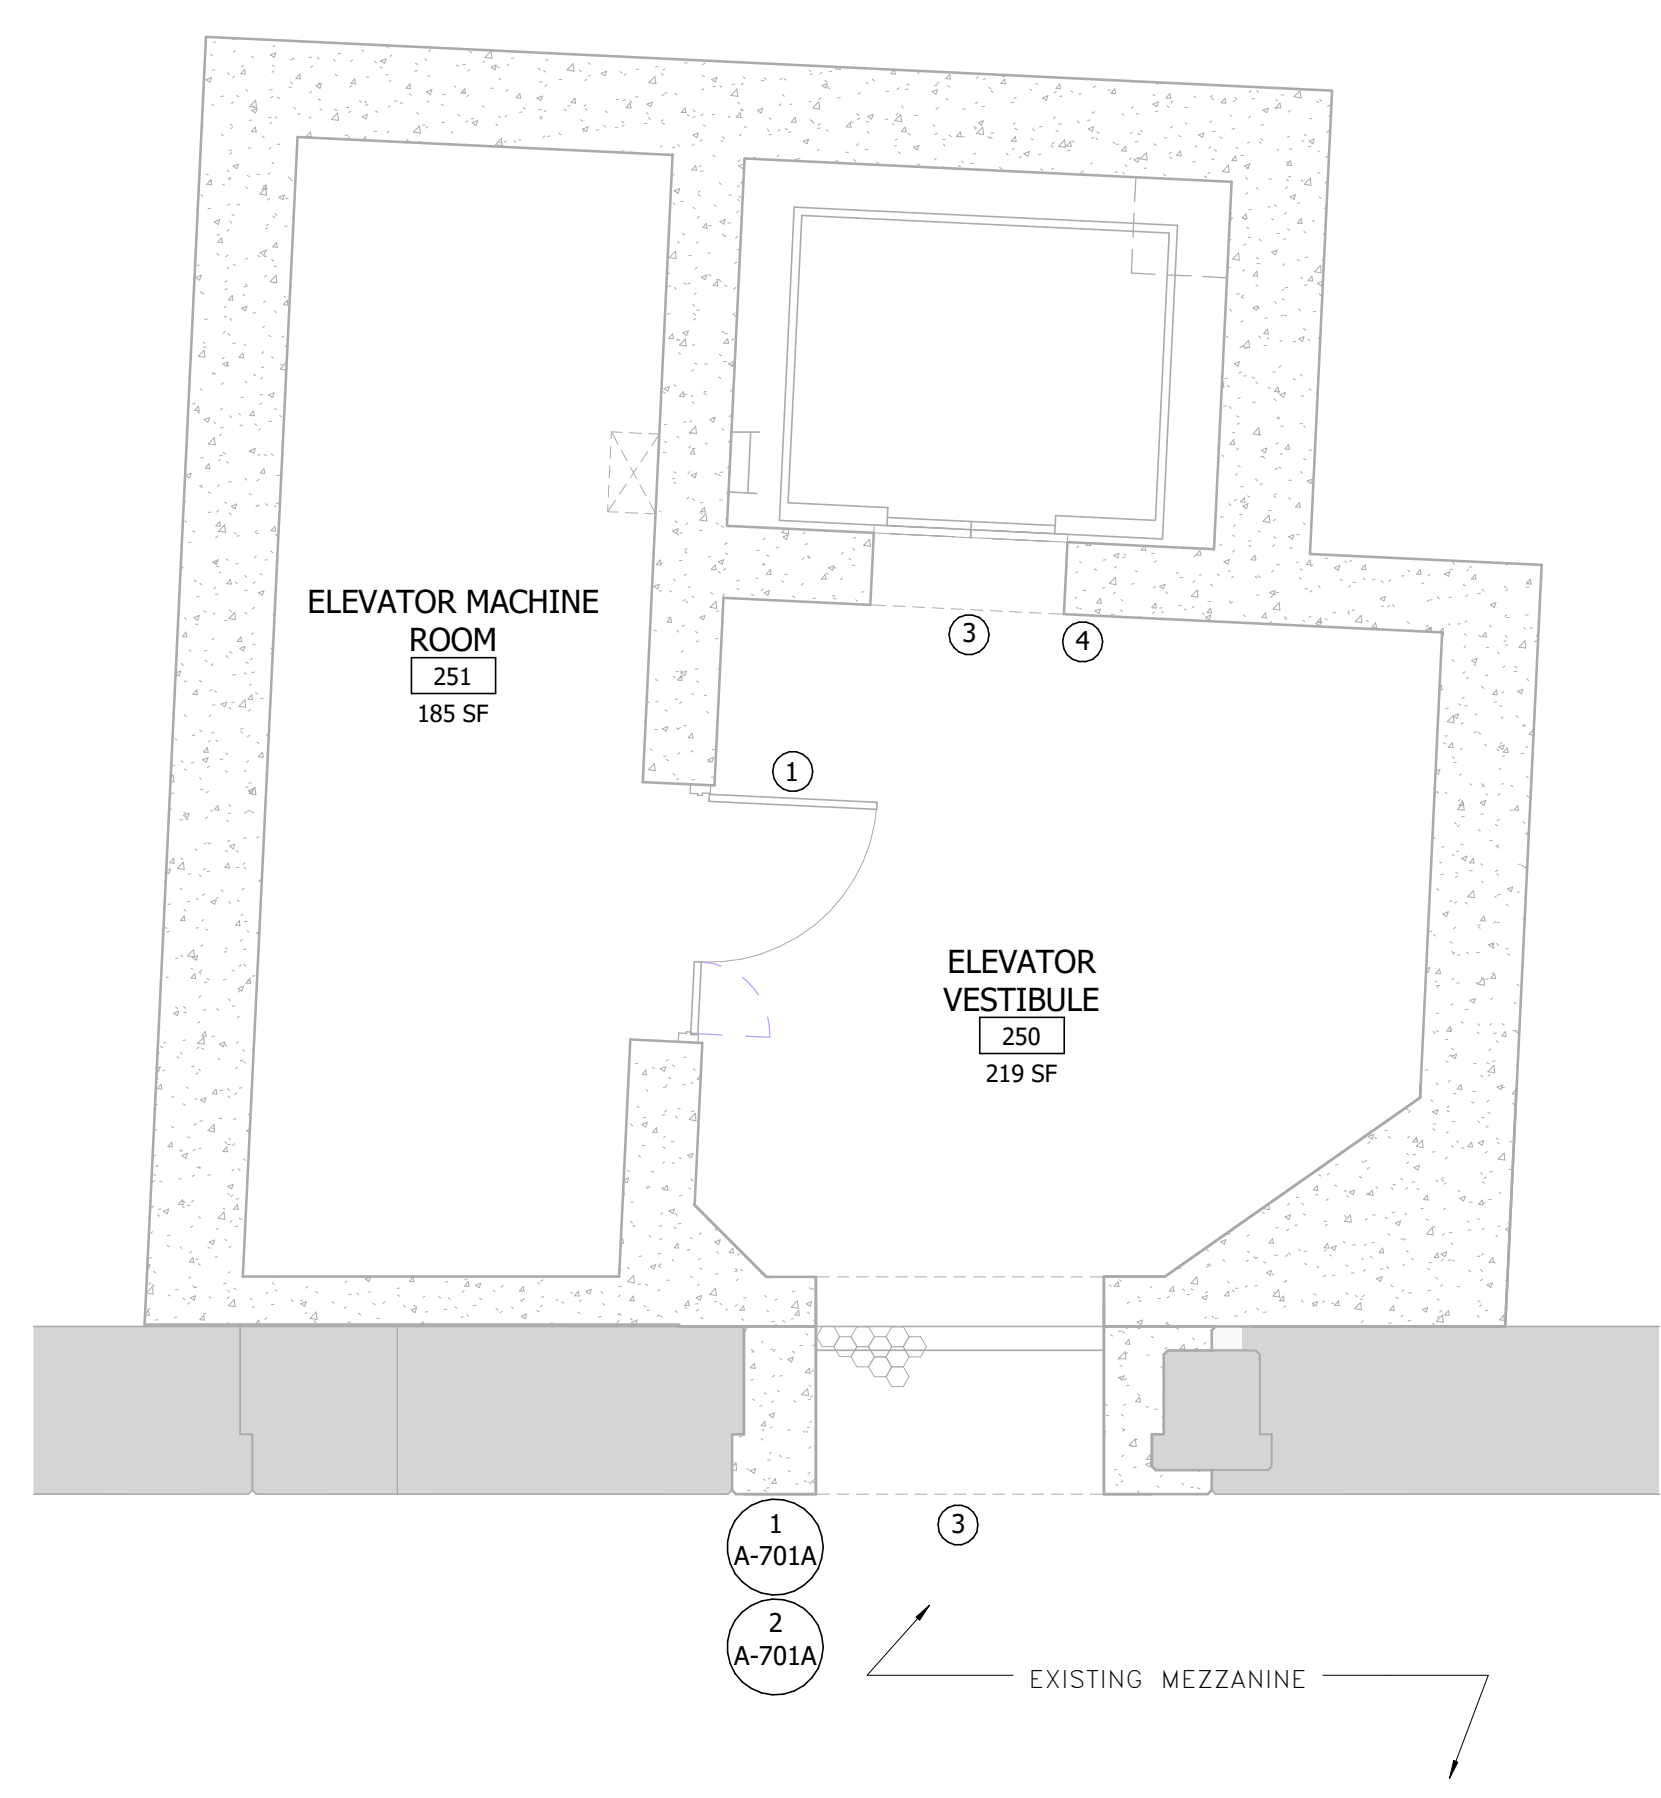 ELEVATOR MACHINE
ROOM
251
185 SF
3
4
1
ELEVATOR
VESTIBULE
250
219 SF
1
A-701A
3
2
A-701A
EXISTING MEZZANINE